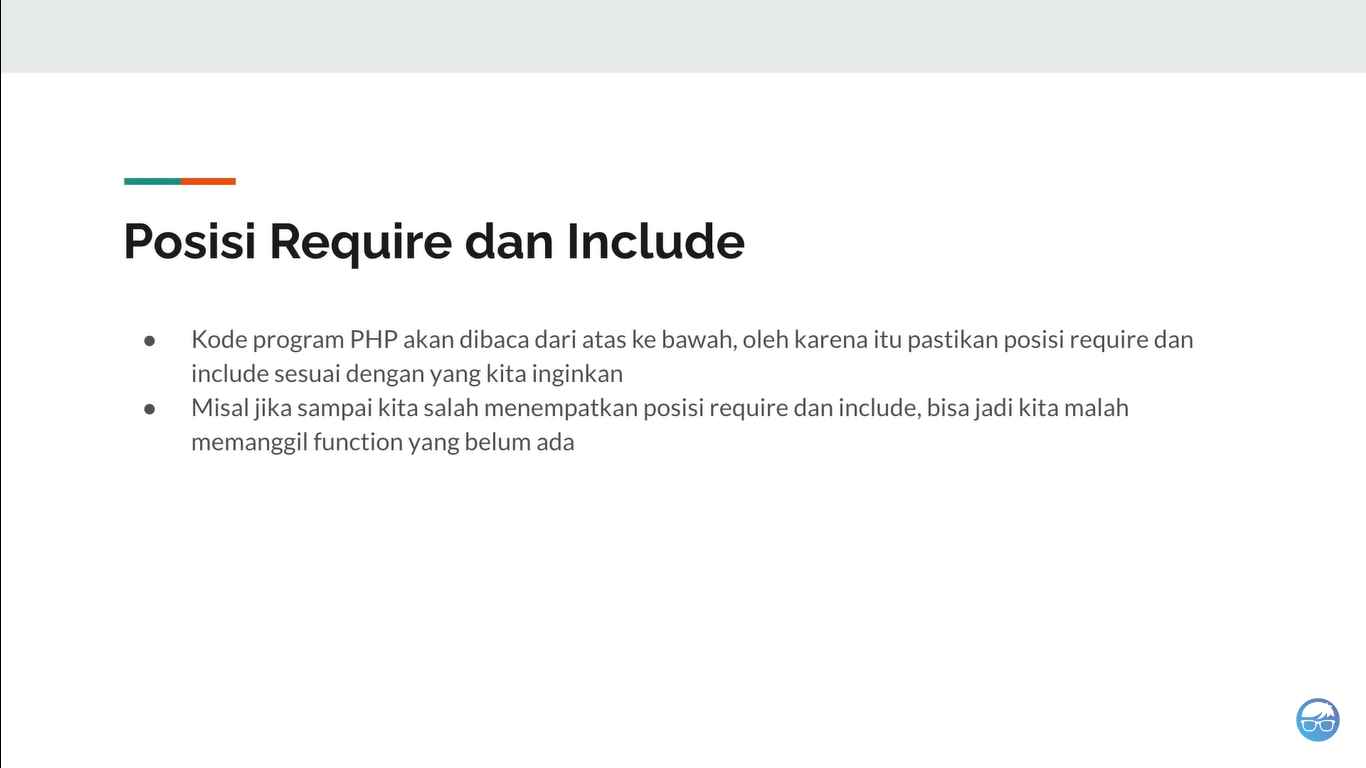 Posisi Require dan Include
● Kode program PHP akan dibaca dari atas ke bawah, oleh karena itu pastikan posisi require dan
include sesuai dengan yang kita inginkan
● Misal jika sampai kita salah menempatkan posisi require dan include, bisa jadi kita malah
memanggil function yang belum ada